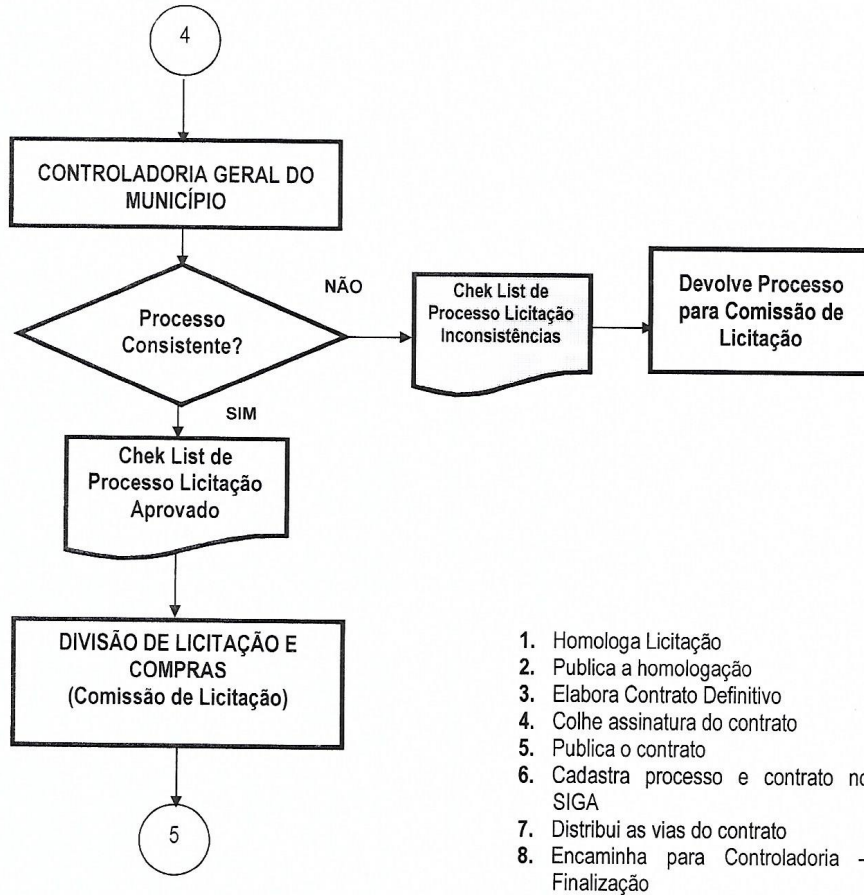 4
CONTROLADORIA GERAL DO
MUNICÍPIO
Processo
Consistente?
NÃO
Chek List de
Processo Licitação
Inconsistências
Devolve Processo
para Comissão de
Licitação
SIM
Chek List de
Processo Licitação
Aprovado
DIVISÃO DE LICITAÇÃO E
COMPRAS
(Comissão de Licitação)
5
1. Homologa Licitação
2. Publica a homologação
3. Elabora Contrato Definitivo
4. Colhe assinatura do contrato
5. Publica o contrato
6. Cadastra processo e contrato no
SIGA
7. Distribui as vias do contrato
8. Encaminha para Controladoria -
Finalização